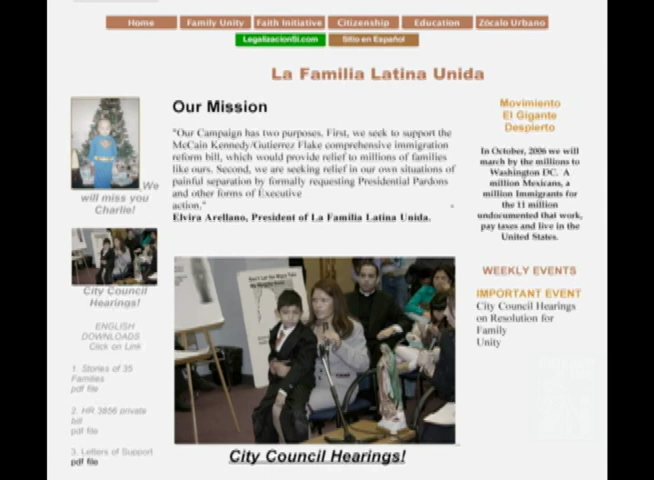 Home Family Unity Faith Initiative Citizenship Education Zócalo Urbano
LegalizacionSi.com Sitio en Español
La Familia Latina Unida
We
will miss you
Charlie!
City Council
Hearings!
ENGLISH
DOWNLOADS
Click on Link
1. Stories of 35
Families
pdf file
2. HR 3856 private
bill
pdf file
3. Letters of Support
pdf file
Our Mission
"Our Campaign has two purposes. First, we seek to support the
McCain Kennedy/Gutierrez Flake comprehensive immigration
reform bill, which would provide relief to millions of families
like ours. Second, we are seeking relief in our own situations of
painful separation by formally requesting Presidential Pardons
and other forms of Executive
action."
Elvira Arellano, President of La Familia Latina Unida.
City Council Hearings!
Movimiento
El Gigante
Despierto
In October, 2006 we will
march by the millions to
Washington DC. A
million Mexicans, a
million Immigrants for
the 11 million
undocumented that work,
pay taxes and live in the
United States.
WEEKLY EVENTS
IMPORTANT EVENT
City Council Hearings
on Resolution for
Family
Unity